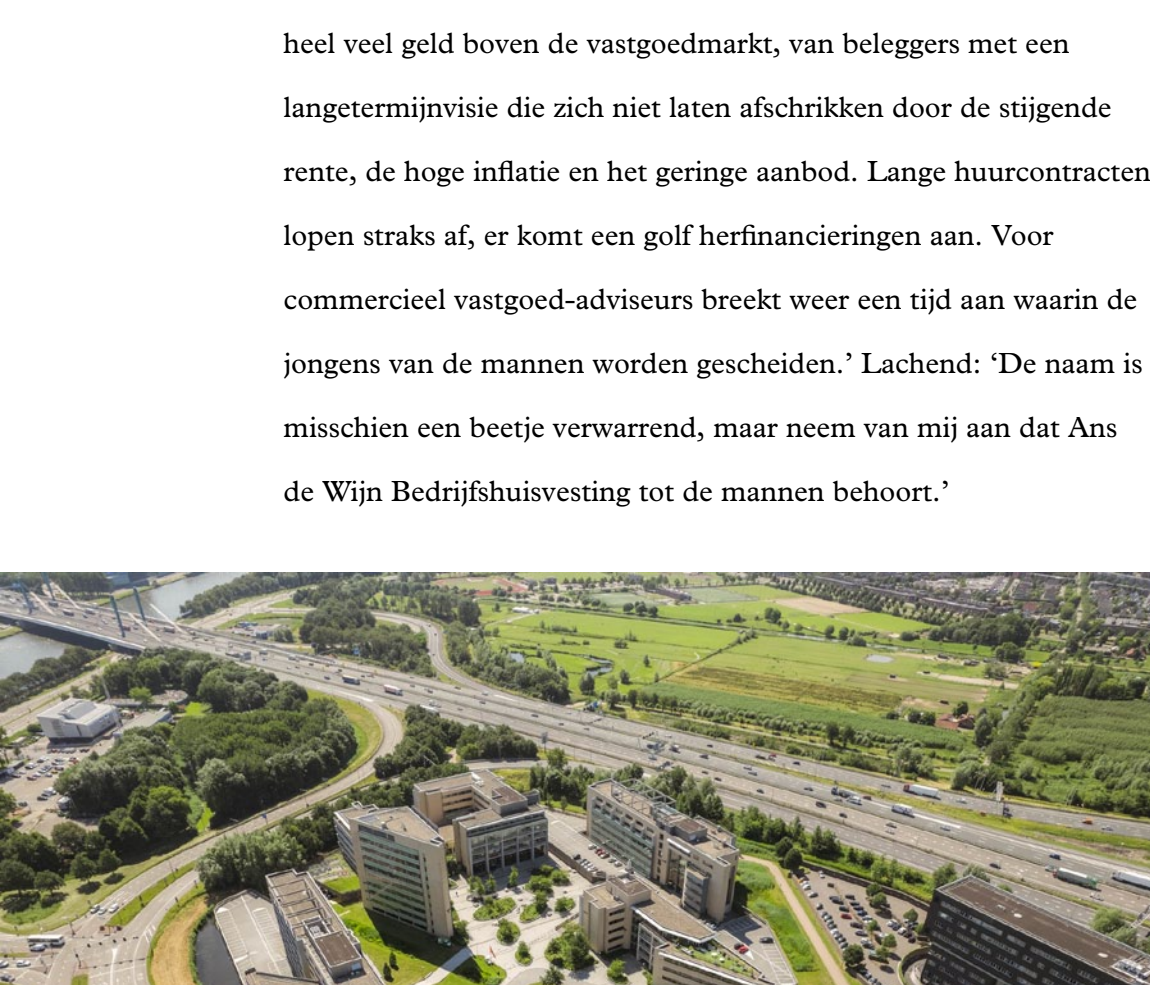 heel veel geld boven de vastgoedmarkt, van beleggers met een
langetermijnvisie die zich niet laten afschrikken door de stijgende
rente, de hoge inflatie en het geringe aanbod. Lange huurcontracten
lopen straks af, er komt een golf herfinancieringen aan. Voor
commercieel vastgoed-adviseurs breekt weer een tijd aan waarin de
jongens van de mannen worden gescheiden.’ Lachend: ‘De naam is
misschien een beetje verwarrend, maar neem van mij aan dat Ans
de Wijn Bedrijfshuisvesting tot de mannen behoort.’